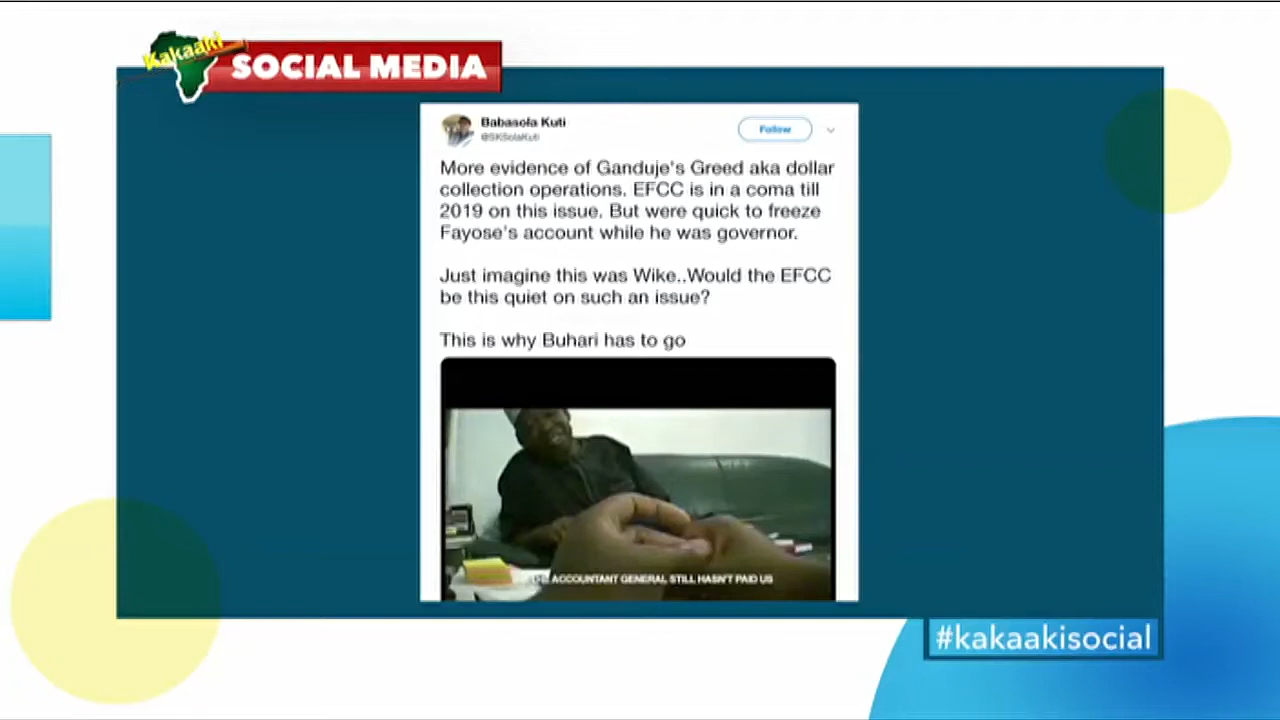 Kakaaki
SOCIAL MEDIA
Babasola Kuti
@SKSolaKuti
Follow
More evidence of Ganduje's Greed aka dollar
collection operations. EFCC is in a coma till
2019 on this issue. But were quick to freeze
Fayose's account while he was governor.
Just imagine this was Wike..Would the EFCC
be this quiet on such an issue?
This is why Buhari has to go
ACCOUNTANT GENERAL STILL HASN'T PAID US
#kakaakisocial